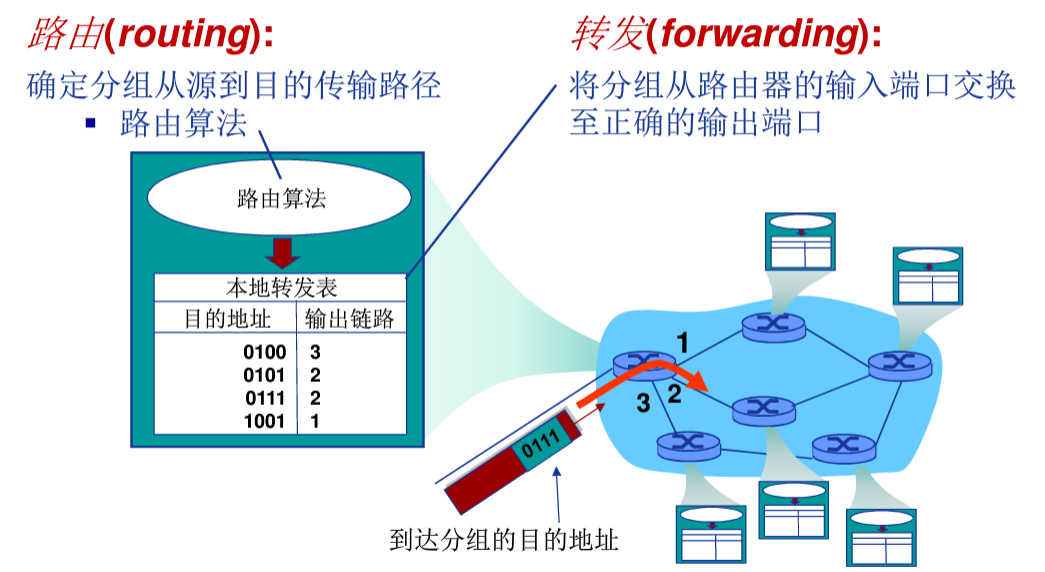 路由(routing):
确定分组从源到目的传输路径
▪ 路由算法
转发(forwarding):
将分组从路由器的输入端口交换
至正确的输出端口
路由算法
本地转发表
目的地址 输出链路
0100 3
0101 2
0111 2
1001 1
1
2
3
0111
到达分组的目的地址